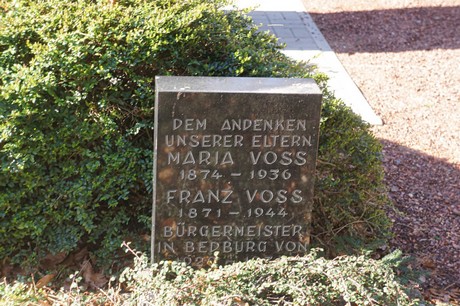 DEM ANDENKEN
UNSERER ELTERN
MARIA VOSS
1874 – 1936
FRANZ VOSS
1871 – 1944
BÜRGERMEISTER
IN BEDBURG VON